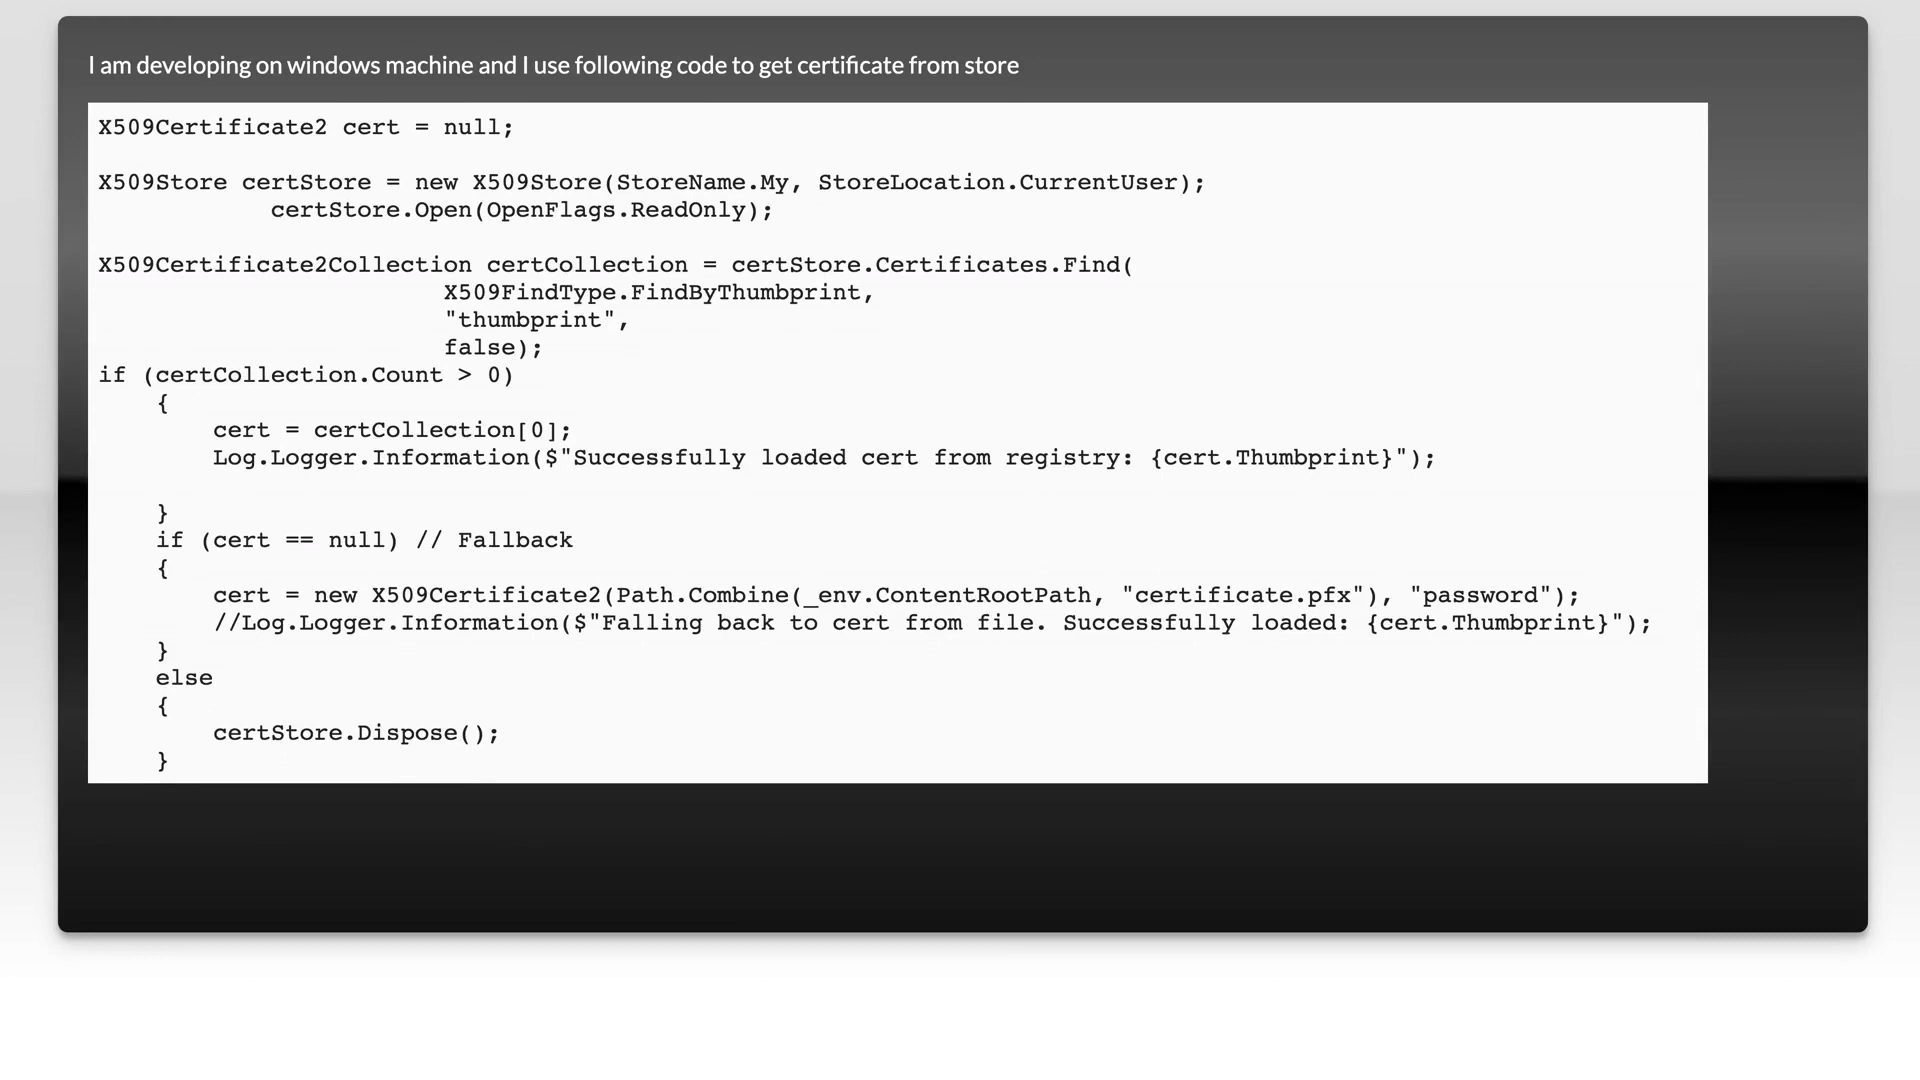 I am developing on windows machine and I use following code to get certificate from store
X509Certificate2 cert = null;
X509Store certStore = new X509Store(StoreName.My, StoreLocation.CurrentUser);
certStore.Open(OpenFlags.ReadOnly);
X509Certificate2Collection certCollection = certStore.Certificates.Find(
X509FindType.FindByThumbprint,
"thumbprint",
false);
if (certCollection.Count > 0)
{
cert = certCollection[0];
Log.Logger.Information($"Successfully loaded cert from registry: {cert.Thumbprint}");
}
if (cert == null) // Fallback
{
cert = new X509Certificate2(Path.Combine(_env.ContentRootPath, "certificate.pfx"), "password");
//Log.Logger.Information($"Falling back to cert from file. Successfully loaded: {cert.Thumbprint}");
}
else
{
certStore.Dispose();
}